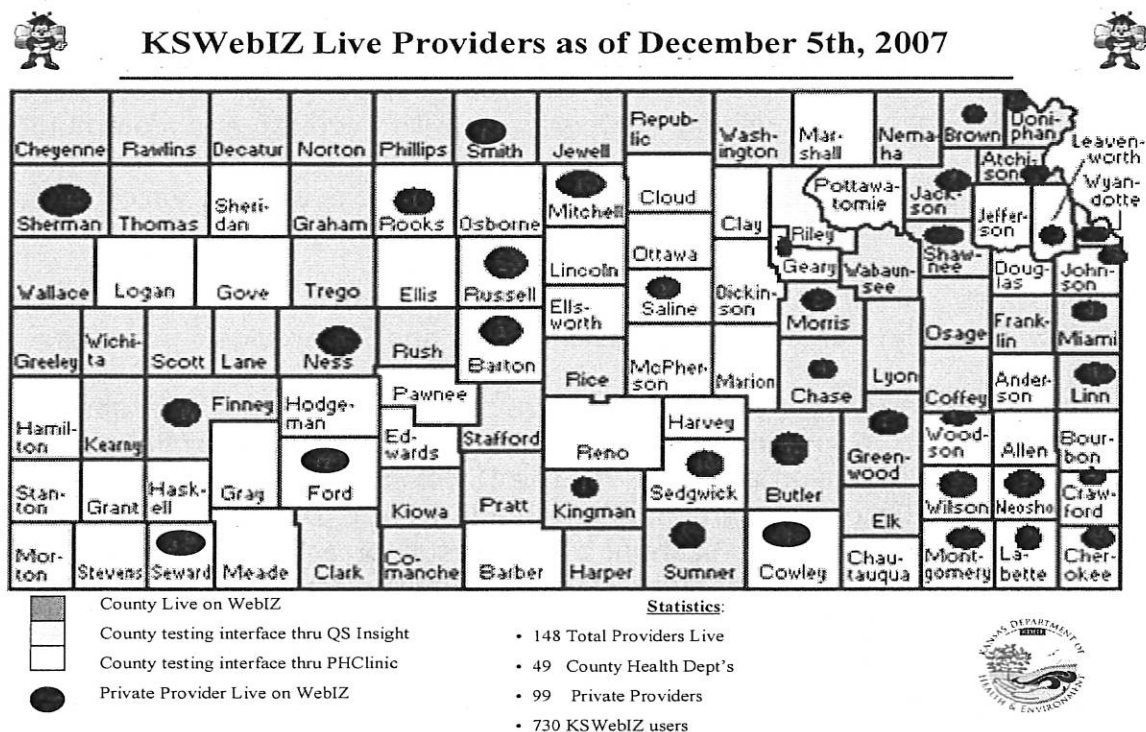 KSWebIZ Live Providers as of December 5th, 2007
Cheyenne Rawlins Decatur Norton Phillips Smith Jewell Repub-
lic Wash-
ington Mar-
shall Nema-
ha Brown Doni-
phan
Leaven-
worth
Atchi-
son
Wyan-
dotte
Sherman Thomas Sheri-
dan Graham Rooks Osborne Mitchell Cloud Clay Pottawa-
tomie Jack-
son Jeffer-
son
Riley
Wallace Logan Gove Trego Ellis Russell Lincoln Ottawa Geary Wabaun-
see Shaw-
nee Doug-
las John-
son
Ells-
worth Saline Dickin-
son Morris Osage Frank-
lin Miami
Greeley Wichi-
ta Scott Lane Ness Rush Barton Rice McPher-
son Marion Chase Lyon Coffey Ander-
son Linn
Hamil-
ton Kearny Finney Hodge-
man Pawnee Stafford Reno Harvey Green-
wood Wood-
son Allen Bour-
bon
Ed-
wards
Stan-
ton Grant Hask-
ell Gray Ford Kiowa Pratt Kingman Sedgwick Butler Elk Wilson Neosho Craw-
ford
Mor-
ton Stevens Seward Meade Clark Co-
manche Barber Harper Sumner Cowley Chau-
tauqua Mont-
gomery La-
bette Cher-
okee
County Live on WebIZ
County testing interface thru QS Insight
County testing interface thru PHClinic
Private Provider Live on WebIZ
Statistics:
• 148 Total Providers Live
• 49 County Health Dept's
• 99 Private Providers
• 730 KSWebIZ users
KANSAS DEPARTMENT OF
HEALTH & ENVIRONMENT